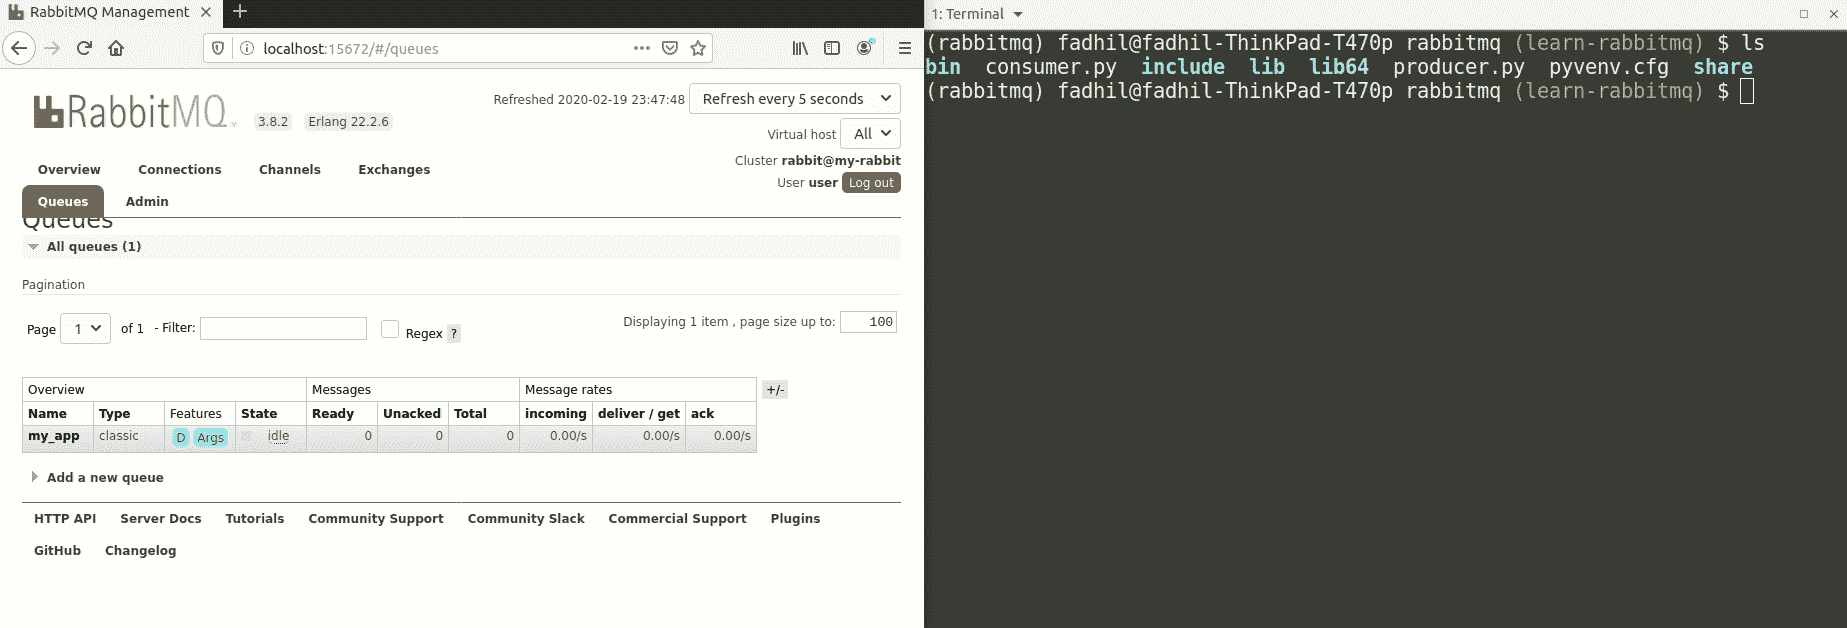 RabbitMQ Management
localhost:15672/#/queues
RabbitMQ™
3.8.2 Erlang 22.2.6
Refreshed 2020-02-19 23:47:48 Refresh every 5 seconds
Virtual host All
Cluster rabbit@my-rabbit
User user Log out
Overview Connections Channels Exchanges
Queues Admin
Queues
All queues (1)
Pagination
Page 1 of 1 - Filter: Regex ? Displaying 1 item , page size up to: 100
Overview Messages Message rates +/-
Name Type Features State Ready Unacked Total incoming deliver / get ack
my_app classic D Args idle 0 0 0 0.00/s 0.00/s 0.00/s
Add a new queue
HTTP API Server Docs Tutorials Community Support Community Slack Commercial Support Plugins
GitHub Changelog
1: Terminal
(rabbitmq) fadhil@fadhil-ThinkPad-T470p rabbitmq (learn-rabbitmq) $ ls
bin consumer.py include lib lib64 producer.py pyvenv.cfg share
(rabbitmq) fadhil@fadhil-ThinkPad-T470p rabbitmq (learn-rabbitmq) $